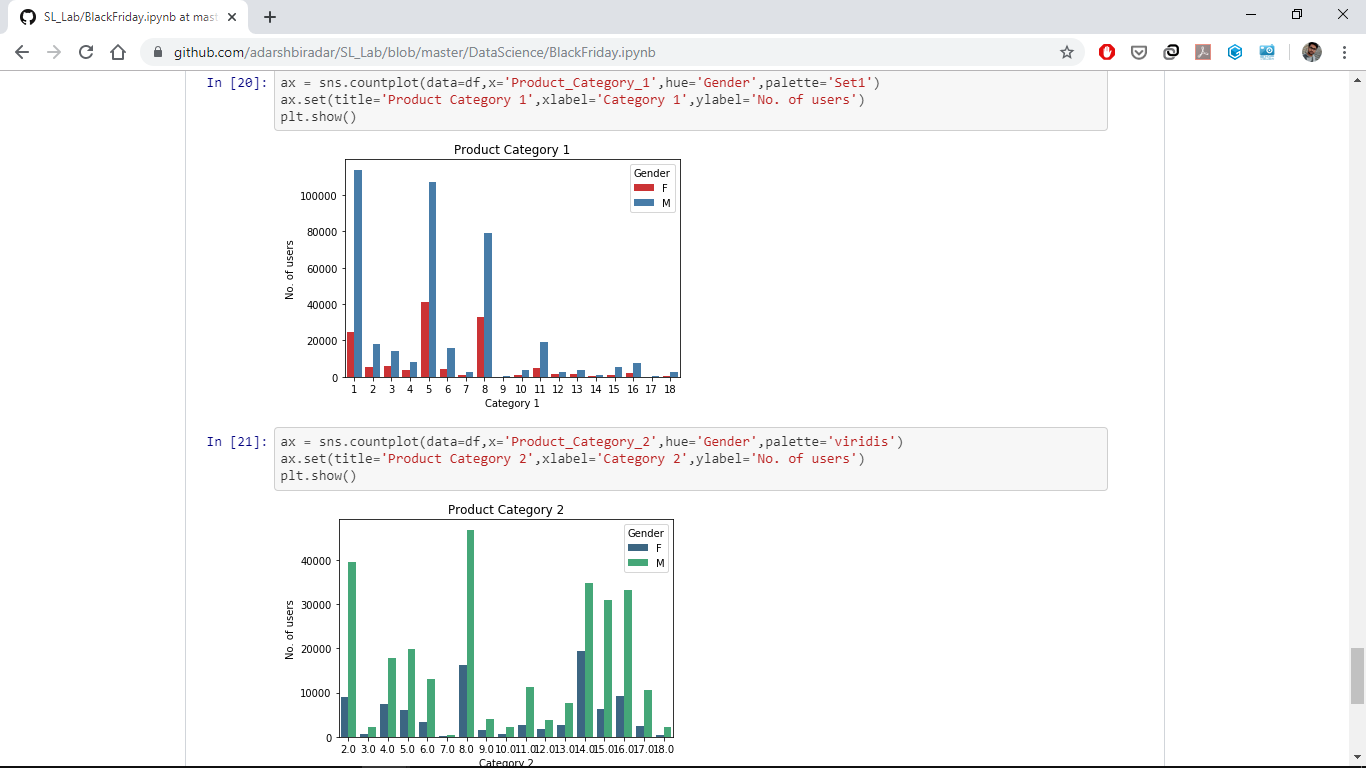 SL_Lab/BlackFriday.ipynb at mast
github.com/adarshbiradar/SL_Lab/blob/master/DataScience/BlackFriday.ipynb
In [20]:
ax = sns.countplot(data=df,x='Product_Category_1',hue='Gender',palette='Set1')
ax.set(title='Product Category 1',xlabel='Category 1',ylabel='No. of users')
plt.show()
Product Category 1
Gender
F
M
100000
80000
60000
40000
20000
0
No. of users
1 2 3 4 5 6 7 8 9 10 11 12 13 14 15 16 17 18
Category 1
In [21]:
ax = sns.countplot(data=df,x='Product_Category_2',hue='Gender',palette='viridis')
ax.set(title='Product Category 2',xlabel='Category 2',ylabel='No. of users')
plt.show()
Product Category 2
Gender
F
M
40000
30000
20000
10000
0
No. of users
2.0 3.0 4.0 5.0 6.0 7.0 8.0 9.0 10.0 11.0 12.0 13.0 14.0 15.0 16.0 17.0 18.0
Category 2